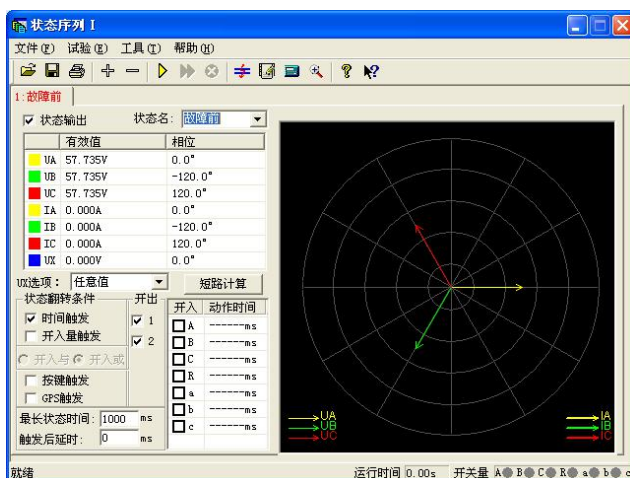 状态序列 I
文件(F) 试验(E) 工具(T) 帮助(H)
1:故障前
状态输出 状态名: 故障前
有效值 相位
UA 57.735V 0.0°
UB 57.735V -120.0°
UC 57.735V 120.0°
IA 0.000A 0.0°
IB 0.000A -120.0°
IC 0.000A 120.0°
UX 0.000V 0.0°
UX选项: 任意值 短路计算
状态翻转条件 开出 开入 动作时间
时间触发 1 A ------ms
开入量触发 2 B ------ms
开入与 开入或 C ------ms
R ------ms
按键触发 a ------ms
GPS触发 b ------ms
最长状态时间: 1000 ms c ------ms
触发后延时: 0 ms
UA IA
UB IB
UC IC
就绪 运行时间 0.00s 开关量 A B C R a b c